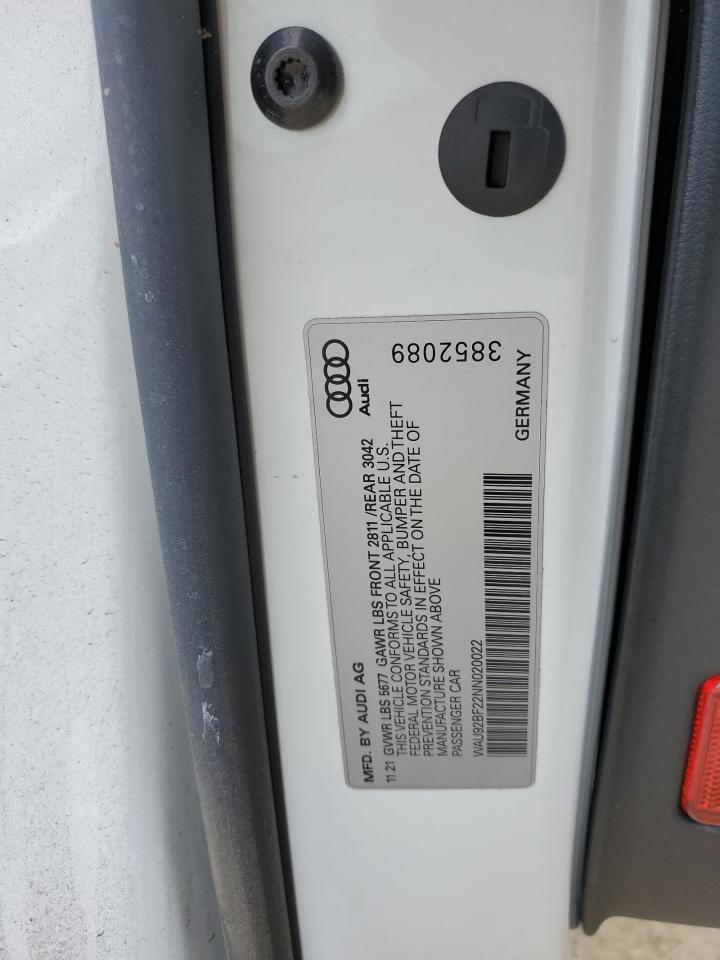 MFD. BY AUDI AG
Audi
11 21 GVWR LBS 5677 GAWR LBS FRONT 2811 /REAR 3042
THIS VEHICLE CONFORMS TO ALL APPLICABLE U.S.
FEDERAL MOTOR VEHICLE SAFETY, BUMPER AND THEFT
PREVENTION STANDARDS IN EFFECT ON THE DATE OF
MANUFACTURE SHOWN ABOVE
PASSENGER CAR
3852089
WAU92BF22NN020022
GERMANY